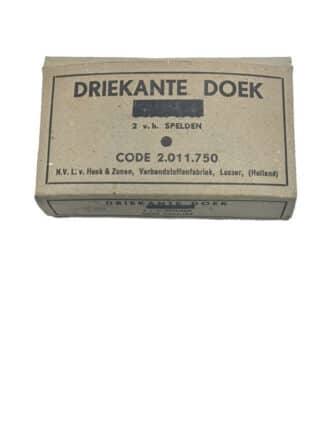 DRIEKANTE DOEK
2 v.h. SPELDEN
CODE 2.011.750
N.V. L. v. Heek & Zonen, Verbandstoffenfabriek, Losser, (Holland)
DRIEKANTE DOEK